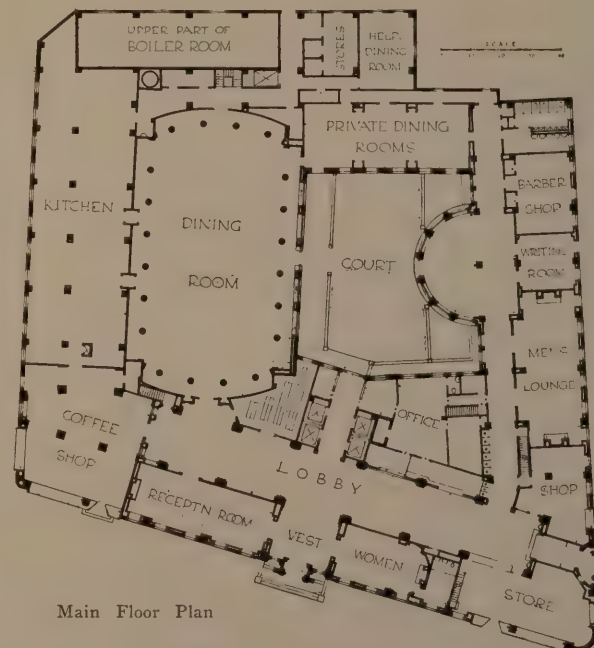 UPPER PART OF
BOILER ROOM
STORES
HELP.
DINING
ROOM
SCALE
PRIVATE DINING
ROOMS
BARBER
SHOP
KITCHEN
DINING
ROOM
COURT
WRITING
ROOM
MEN'S
LOUNGE
OFFICE
COFFEE
SHOP
LOBBY
SHOP
RECEPT'N ROOM
VEST
WOMEN
STORE
Main Floor Plan